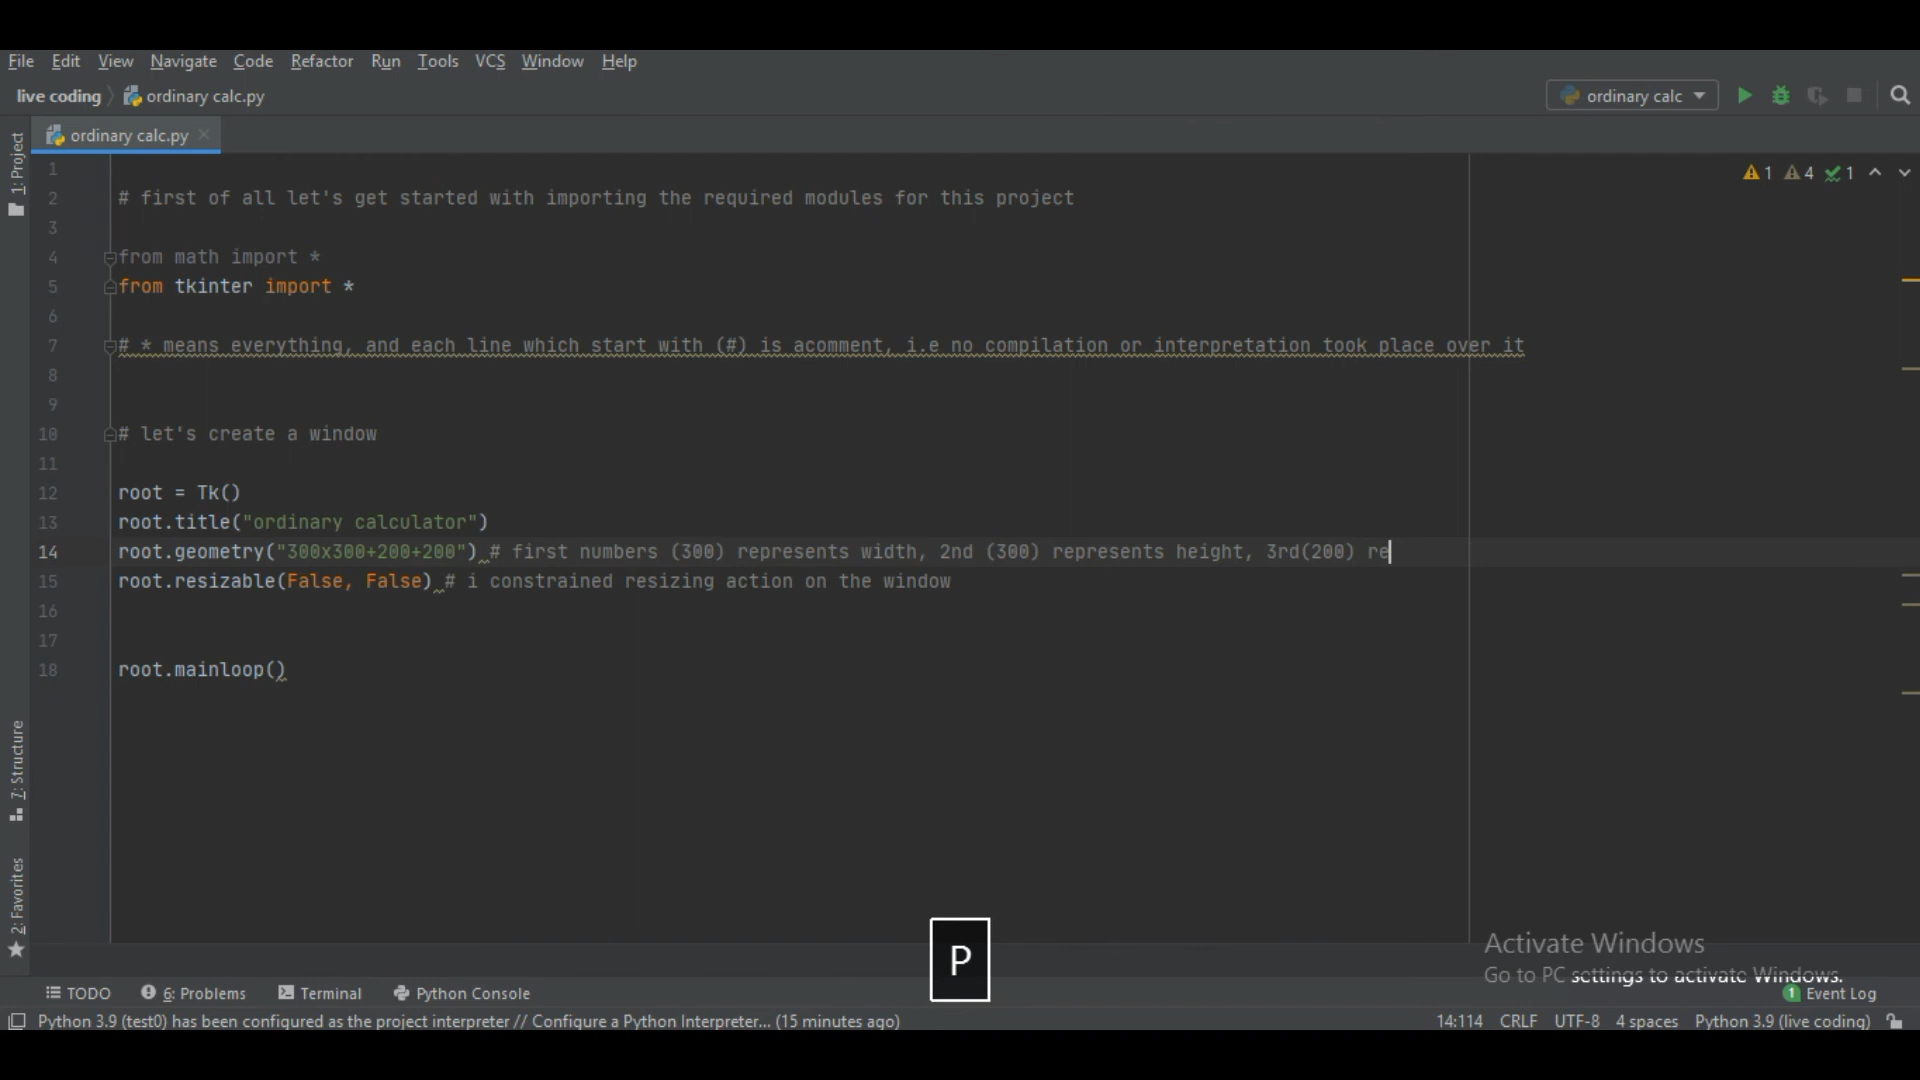 File Edit View Navigate Code Refactor Run Tools VCS Window Help
live coding ordinary calc.py
ordinary calc
ordinary calc.py
1: Project
1 4 1
1
2 # first of all let's get started with importing the required modules for this project
3
4 from math import *
5 from tkinter import *
6
7 # * means everything, and each line which start with (#) is acomment, i.e no compilation or interpretation took place over it
8
9
10 # let's create a window
11
12 root = Tk()
13 root.title("ordinary calculator")
14 root.geometry("300x300+200+200") # first numbers (300) represents width, 2nd (300) represents height, 3rd(200) re
15 root.resizable(False, False) # i constrained resizing action on the window
16
17
18 root.mainloop()
7: Structure
2: Favorites
P
Activate Windows
Go to PC settings to activate Windows.
TODO 6: Problems Terminal Python Console
1 Event Log
Python 3.9 (test0) has been configured as the project interpreter // Configure a Python Interpreter... (15 minutes ago)
14:114 CRLF UTF-8 4 spaces Python 3.9 (live coding)